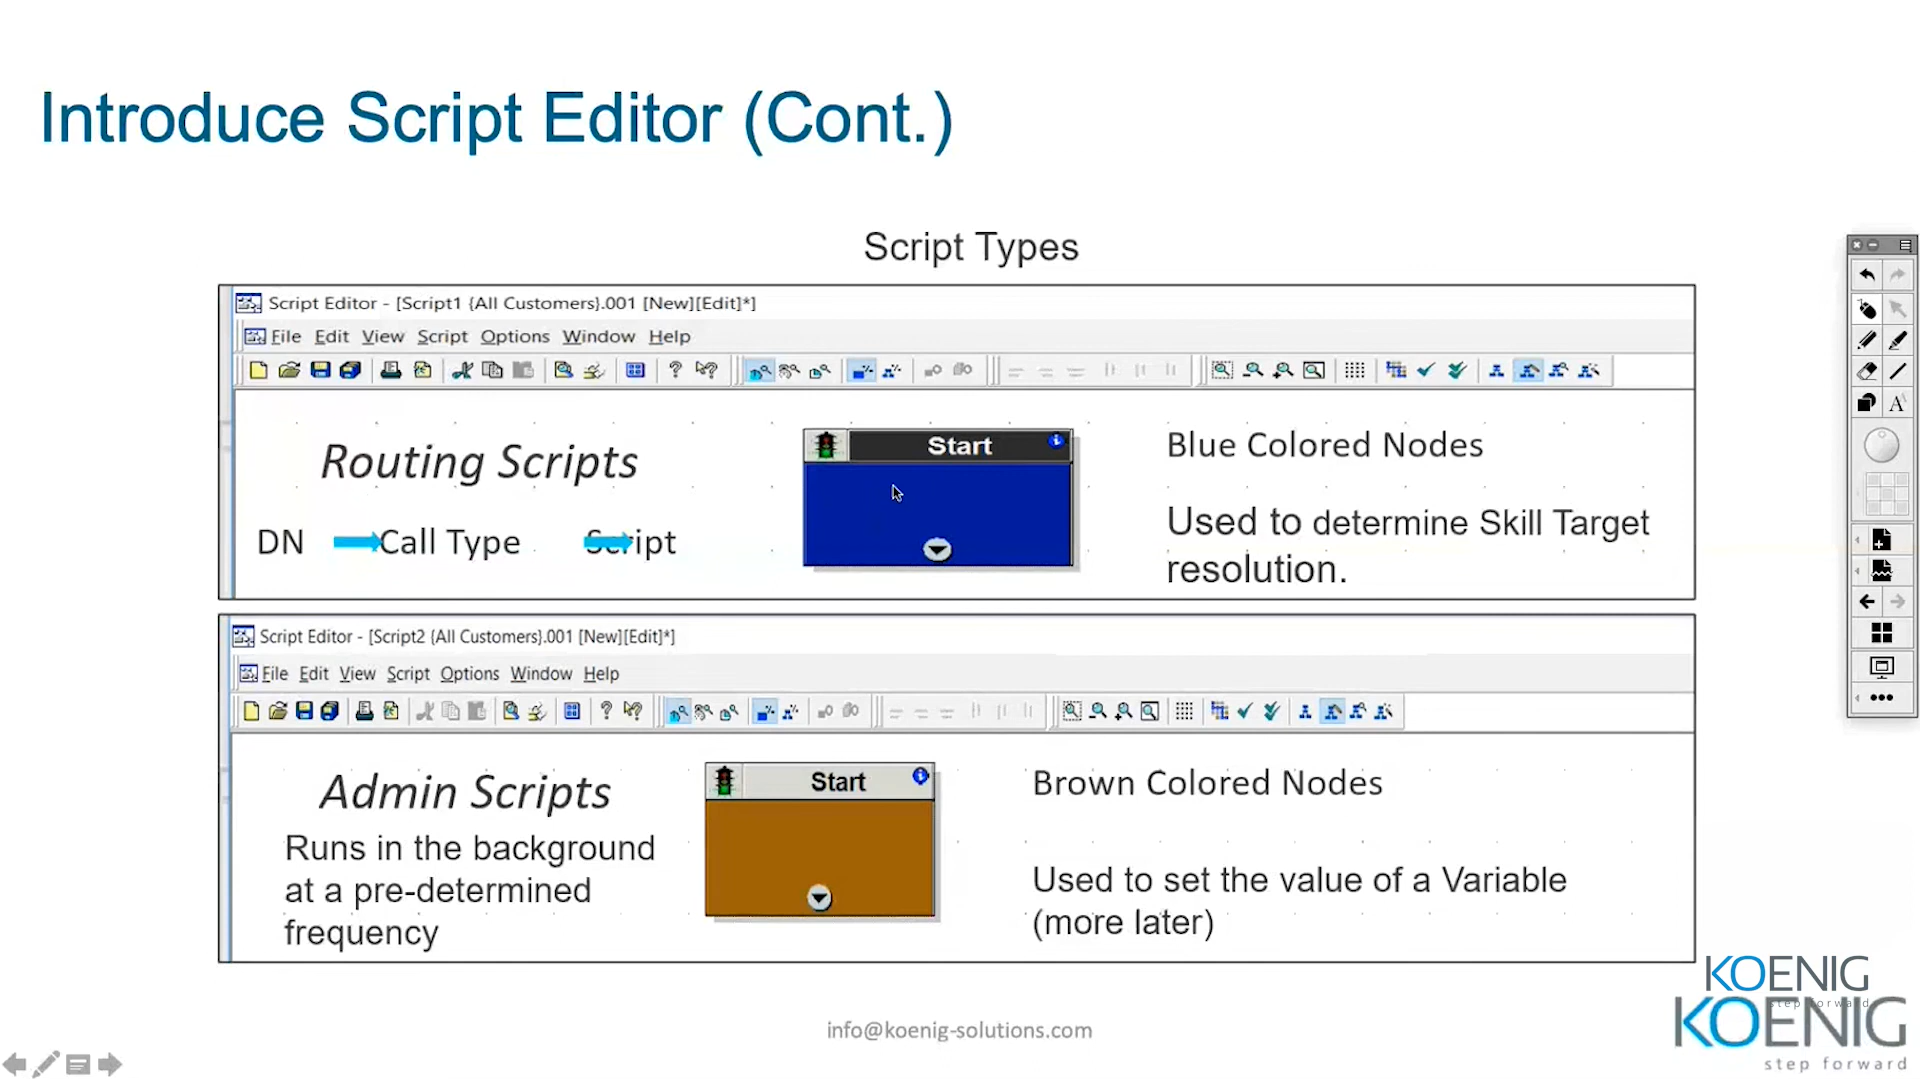 Introduce Script Editor (Cont.)
Script Types
Script Editor - [Script1 {All Customers}.001 [New][Edit]*]
File Edit View Script Options Window Help
Routing Scripts
DN Call Type Script
Start
Blue Colored Nodes
Used to determine Skill Target
resolution.
Script Editor - [Script2 {All Customers}.001 [New][Edit]*]
File Edit View Script Options Window Help
Admin Scripts
Runs in the background
at a pre-determined
frequency
Start
Brown Colored Nodes
Used to set the value of a Variable
(more later)
KOENIG
step forward
KOENIG
step forward
info@koenig-solutions.com